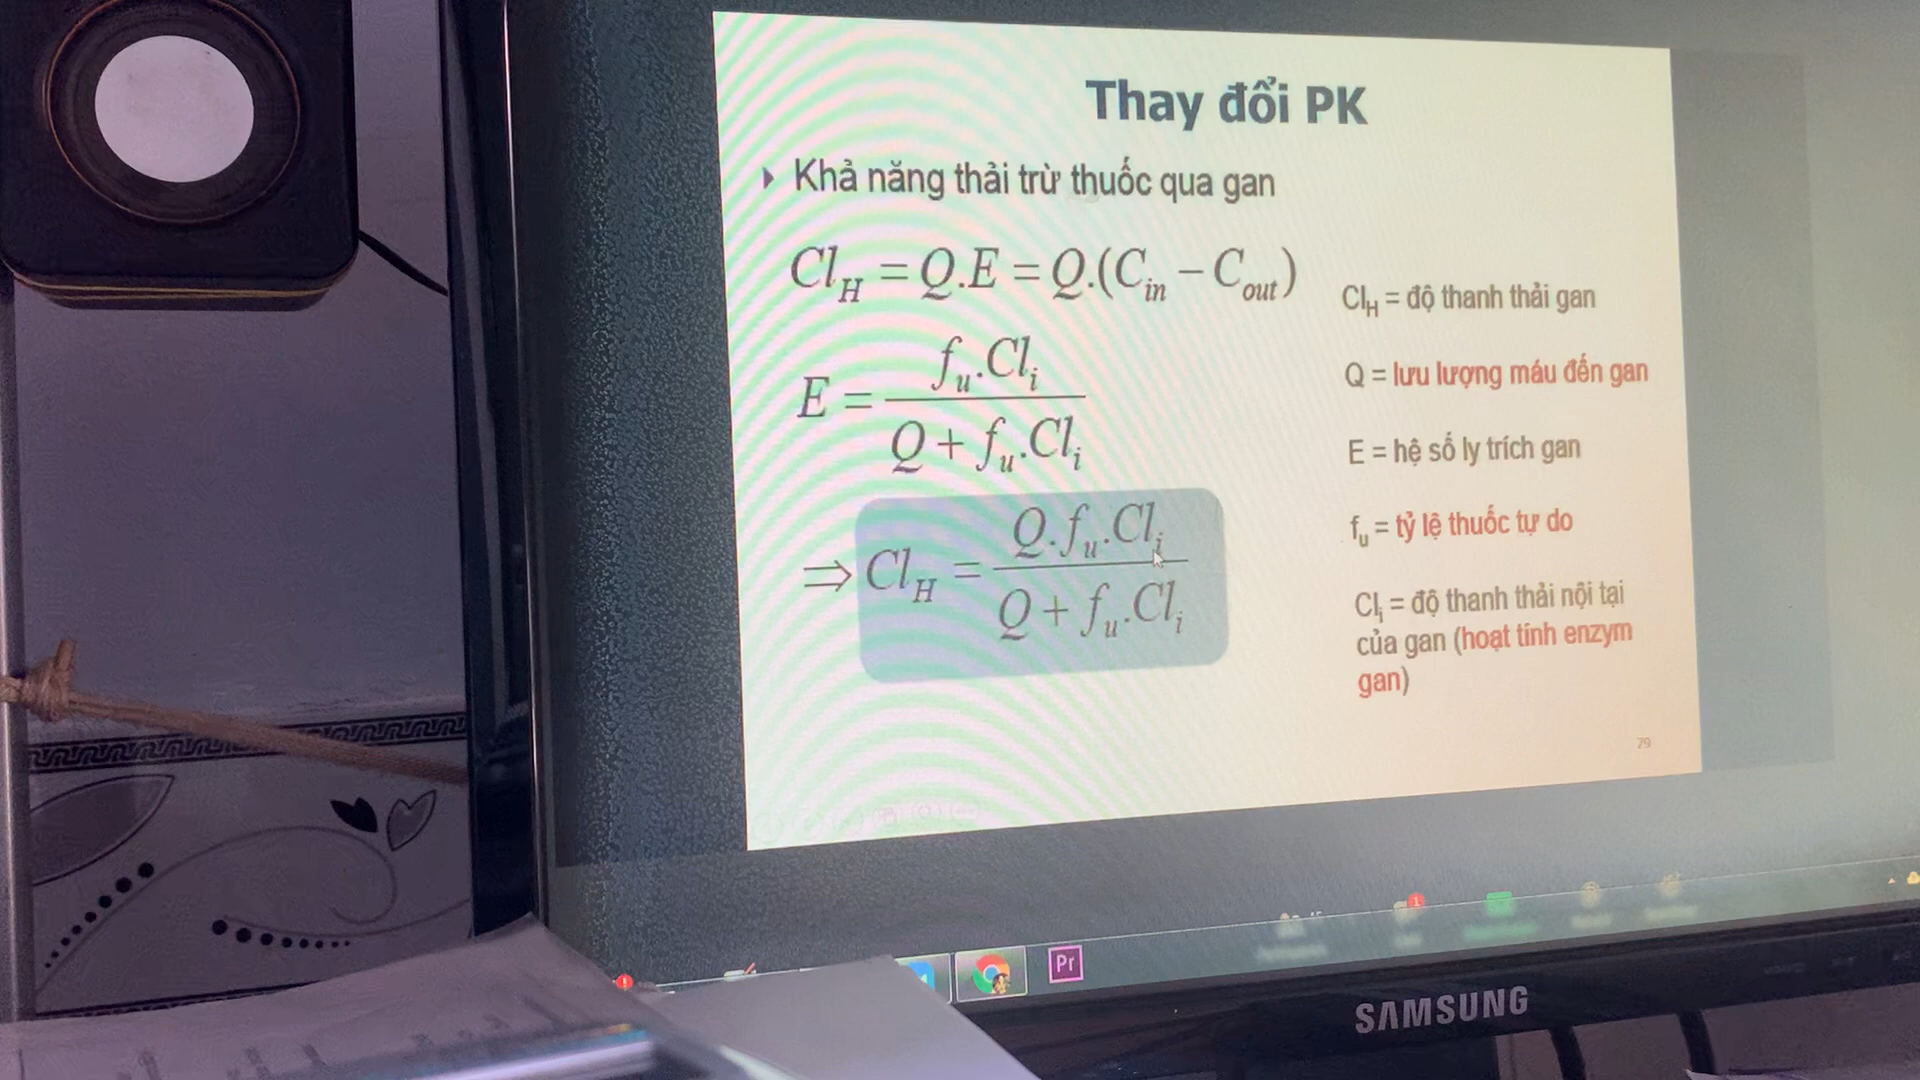 Thay đổi PK
Khả năng thải trừ thuốc qua gan
Cl_H = Q.E = Q.(C_in − C_out)
E = f_u.Cl_i / (Q + f_u.Cl_i)
⇒ Cl_H = Q.f_u.Cl_i / (Q + f_u.Cl_i)
Cl_H = độ thanh thải gan
Q = lưu lượng máu đến gan
E = hệ số ly trích gan
f_u = tỷ lệ thuốc tự do
Cl_i = độ thanh thải nội tại
của gan (hoạt tính enzym
gan)
79
1
Pr
SAMSUNG